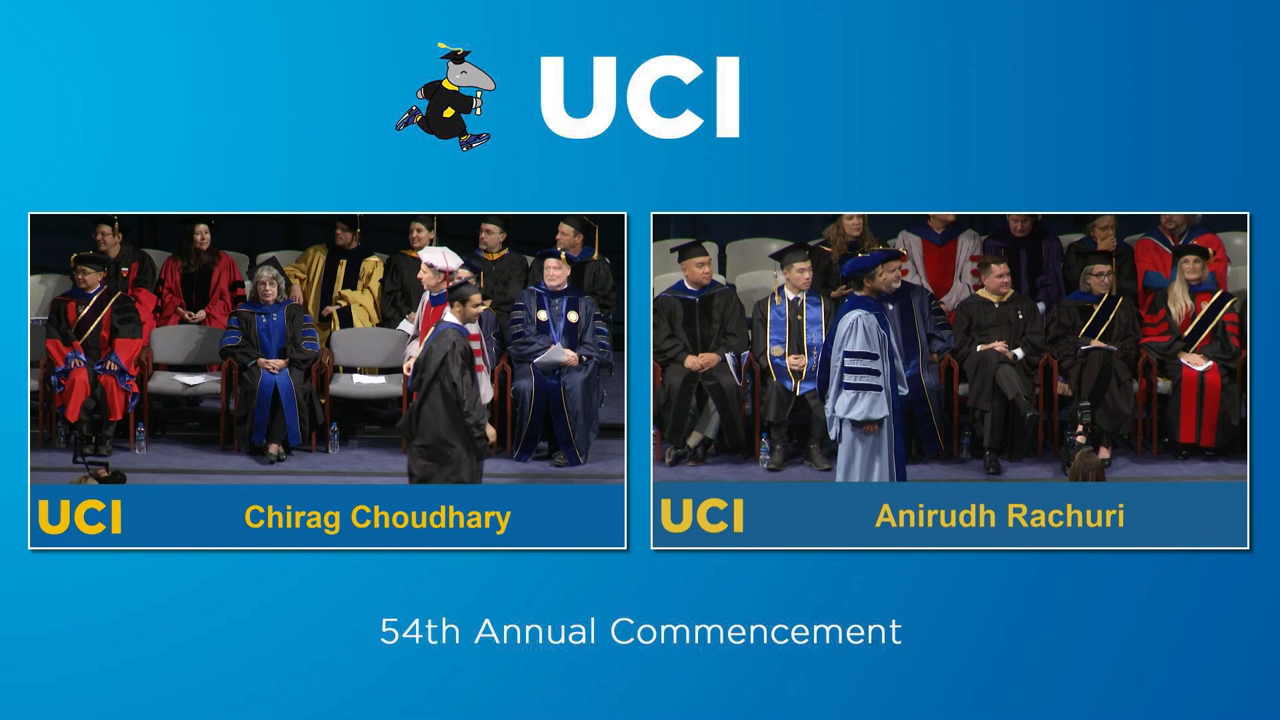 UCI
UCI
Chirag Choudhary
UCI
Anirudh Rachuri
54th Annual Commencement